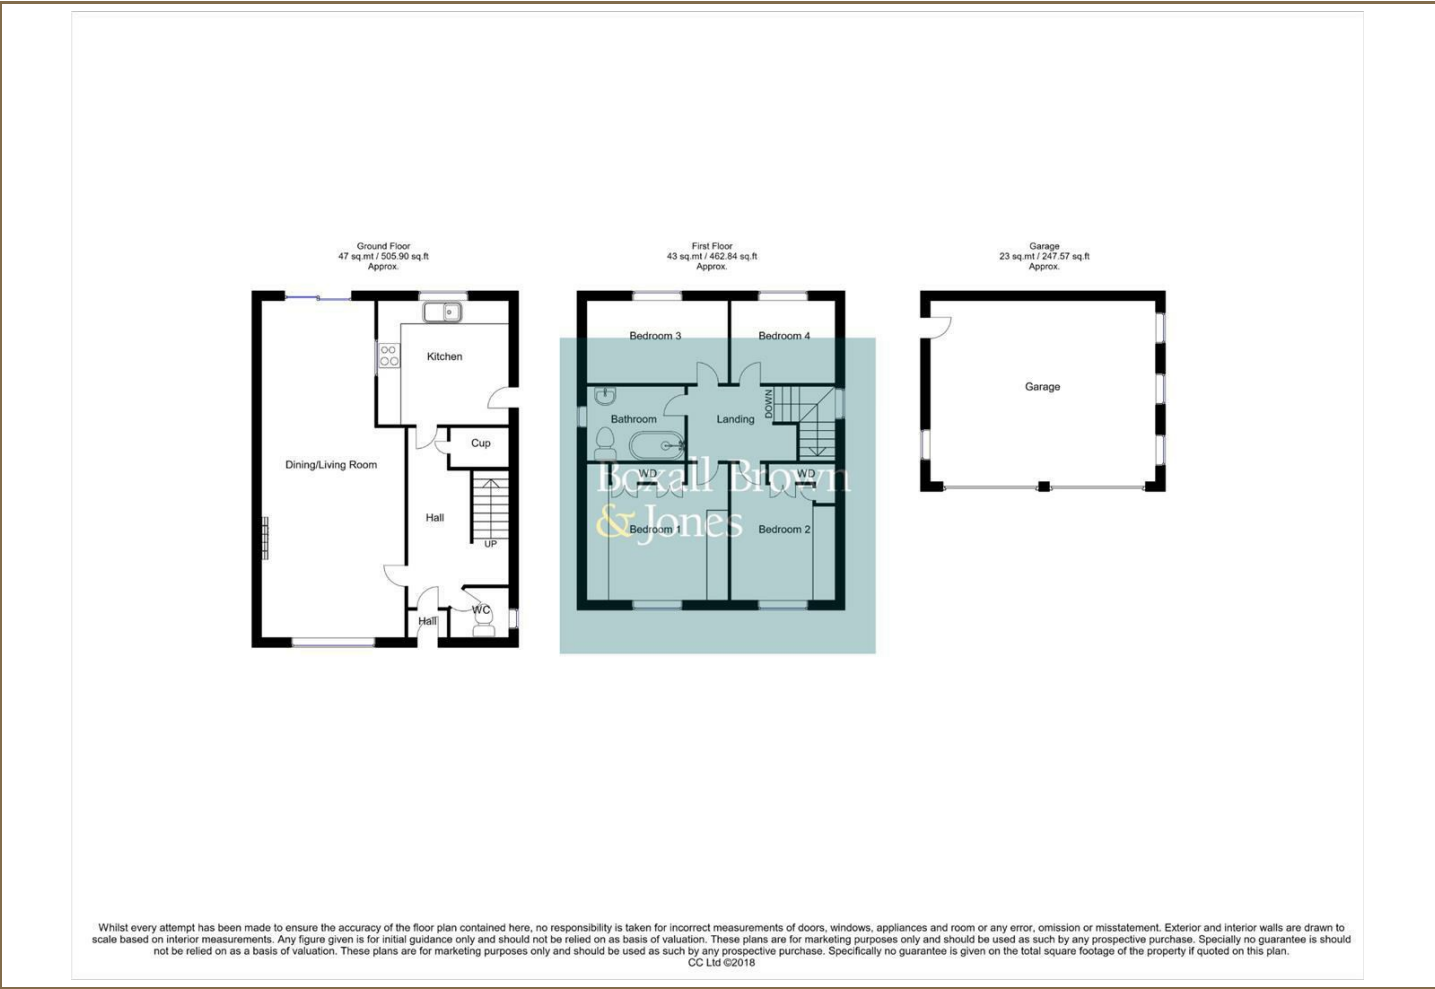 Ground Floor
47 sq.mt / 505.90 sq.ft
Approx.
First Floor
43 sq.mt / 462.84 sq.ft
Approx.
Garage
23 sq.mt / 247.57 sq.ft
Approx.
Kitchen
Cup
Dining/Living Room
Hall
UP
WC
Hall
Bedroom 3
Bedroom 4
Bathroom
Landing
DOWN
WD
WD
Bedroom 1
Bedroom 2
Boxall Brown
& Jones
Garage
Whilst every attempt has been made to ensure the accuracy of the floor plan contained here, no responsibility is taken for incorrect measurements of doors, windows, appliances and room or any error, omission or misstatement. Exterior and interior walls are drawn to
scale based on interior measurements. Any figure given is for initial guidance only and should not be relied on as basis of valuation. These plans are for marketing purposes only and should be used as such by any prospective purchase. Specially no guarantee is should
not be relied on as a basis of valuation. These plans are for marketing purposes only and should be used as such by any prospective purchase. Specifically no guarantee is given on the total square footage of the property if quoted on this plan.
CC Ltd ©2018